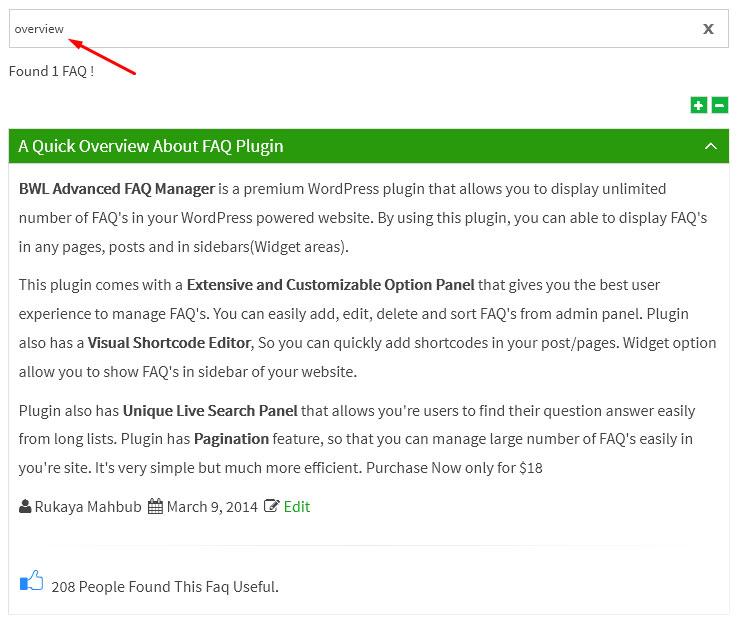 overview
x
Found 1 FAQ !
A Quick Overview About FAQ Plugin
BWL Advanced FAQ Manager is a premium WordPress plugin that allows you to display unlimited
number of FAQ's in your WordPress powered website. By using this plugin, you can able to display FAQ's
in any pages, posts and in sidebars(Widget areas).
This plugin comes with a Extensive and Customizable Option Panel that gives you the best user
experience to manage FAQ's. You can easily add, edit, delete and sort FAQ's from admin panel. Plugin
also has a Visual Shortcode Editor, So you can quickly add shortcodes in your post/pages. Widget option
allow you to show FAQ's in sidebar of your website.
Plugin also has Unique Live Search Panel that allows you're users to find their question answer easily
from long lists. Plugin has Pagination feature, so that you can manage large number of FAQ's easily in
you're site. It's very simple but much more efficient. Purchase Now only for $18
Rukaya Mahbub March 9, 2014 Edit
208 People Found This Faq Useful.